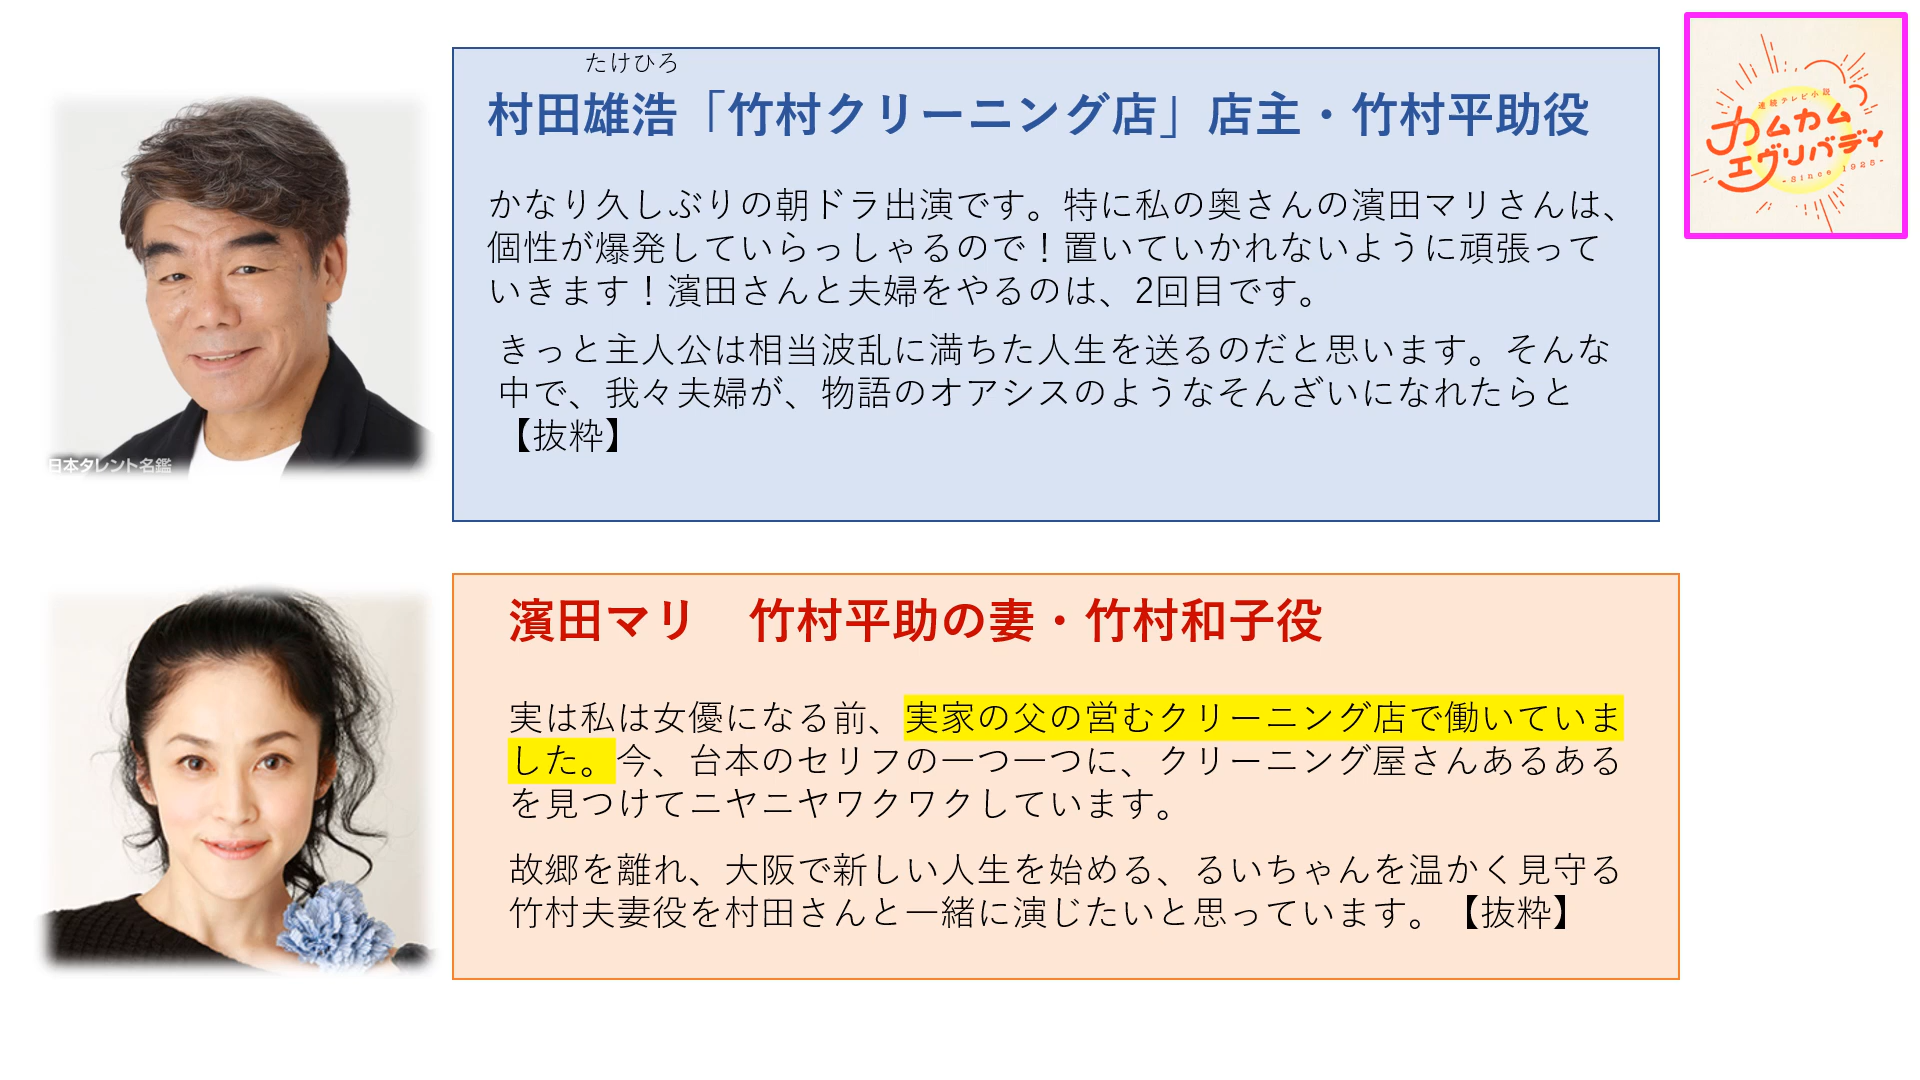 たけひろ
村田雄浩「竹村クリーニング店」店主・竹村平助役
かなり久しぶりの朝ドラ出演です。特に私の奥さんの濱田マリさんは、
個性が爆発していらっしゃるので！置いていかれないように頑張って
いきます！濱田さんと夫婦をやるのは、2回目です。
きっと主人公は相当波乱に満ちた人生を送るのだと思います。そんな
中で、我々夫婦が、物語のオアシスのようなそんざいになれたらと
【抜粋】
日本タレント名鑑
連続テレビ小説
カムカム
エヴリバディ
-Since 1925-
濱田マリ　竹村平助の妻・竹村和子役
実は私は女優になる前、実家の父の営むクリーニング店で働いていま
した。今、台本のセリフの一つ一つに、クリーニング屋さんあるある
を見つけてニヤニヤワクワクしています。
故郷を離れ、大阪で新しい人生を始める、るいちゃんを温かく見守る
竹村夫妻役を村田さんと一緒に演じたいと思っています。【抜粋】